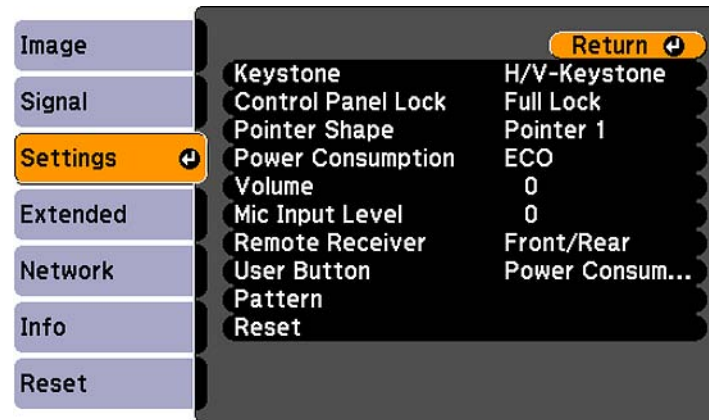 Image
Signal
Settings
Extended
Network
Info
Reset
Return
Keystone H/V-Keystone
Control Panel Lock Full Lock
Pointer Shape Pointer 1
Power Consumption ECO
Volume 0
Mic Input Level 0
Remote Receiver Front/Rear
User Button Power Consum...
Pattern
Reset